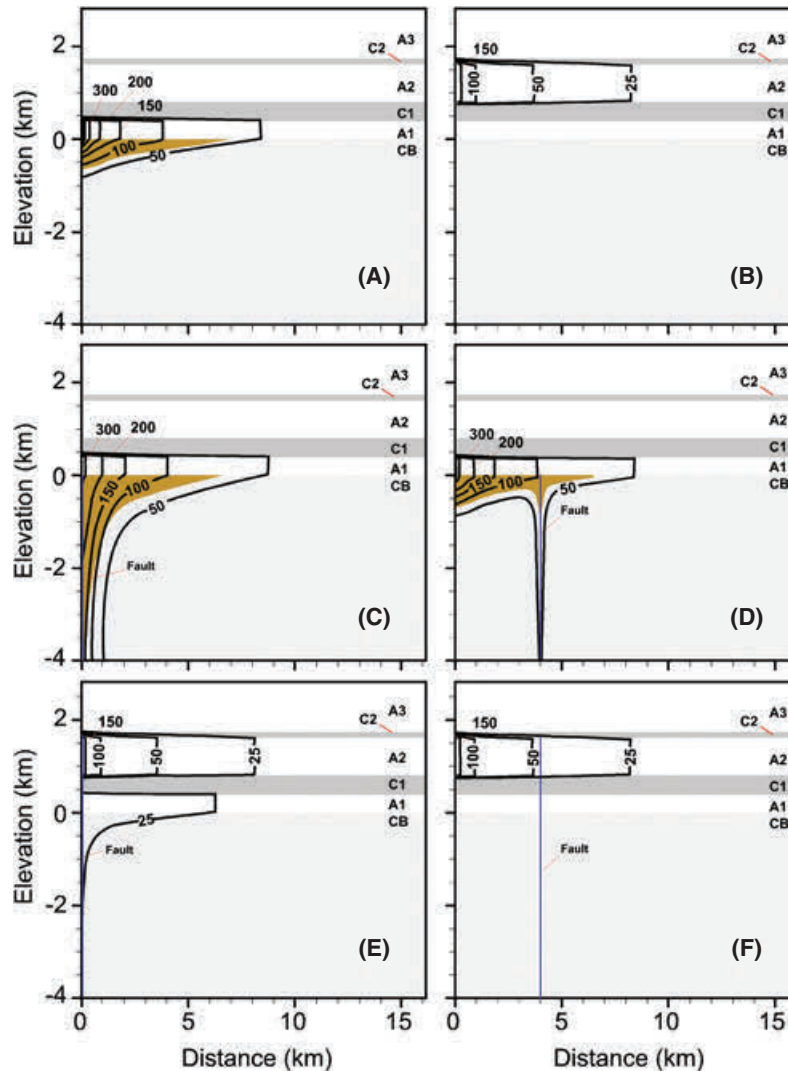 2
0
-2
-4
Elevation (km)
A3
C2
A2
C1
A1
CB
300
200
150
100
50
(A)
150
100
50
25
A3
C2
A2
C1
A1
CB
(B)
2
0
-2
-4
Elevation (km)
A3
C2
A2
C1
A1
CB
300
200
150
100
50
Fault
(C)
A3
C2
A2
C1
A1
CB
300
200
150
100
50
Fault
(D)
2
0
-2
-4
Elevation (km)
150
100
50
25
A3
C2
A2
C1
A1
CB
25
Fault
(E)
0 5 10 15
Distance (km)
150
100
50
25
A3
C2
A2
C1
A1
CB
Fault
(F)
0 5 10 15
Distance (km)